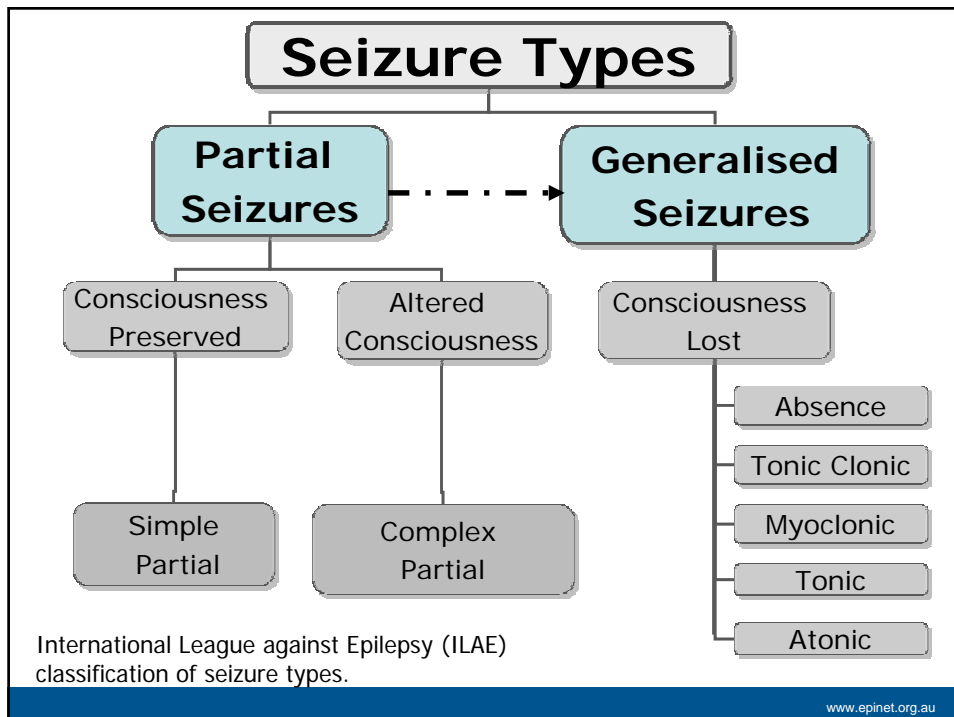 Seizure Types
Partial
Seizures
Generalised
Seizures
Consciousness
Preserved
Altered
Consciousness
Consciousness
Lost
Absence
Tonic Clonic
Myoclonic
Tonic
Atonic
Simple
Partial
Complex
Partial
International League against Epilepsy (ILAE)
classification of seizure types.
www.epinet.org.au